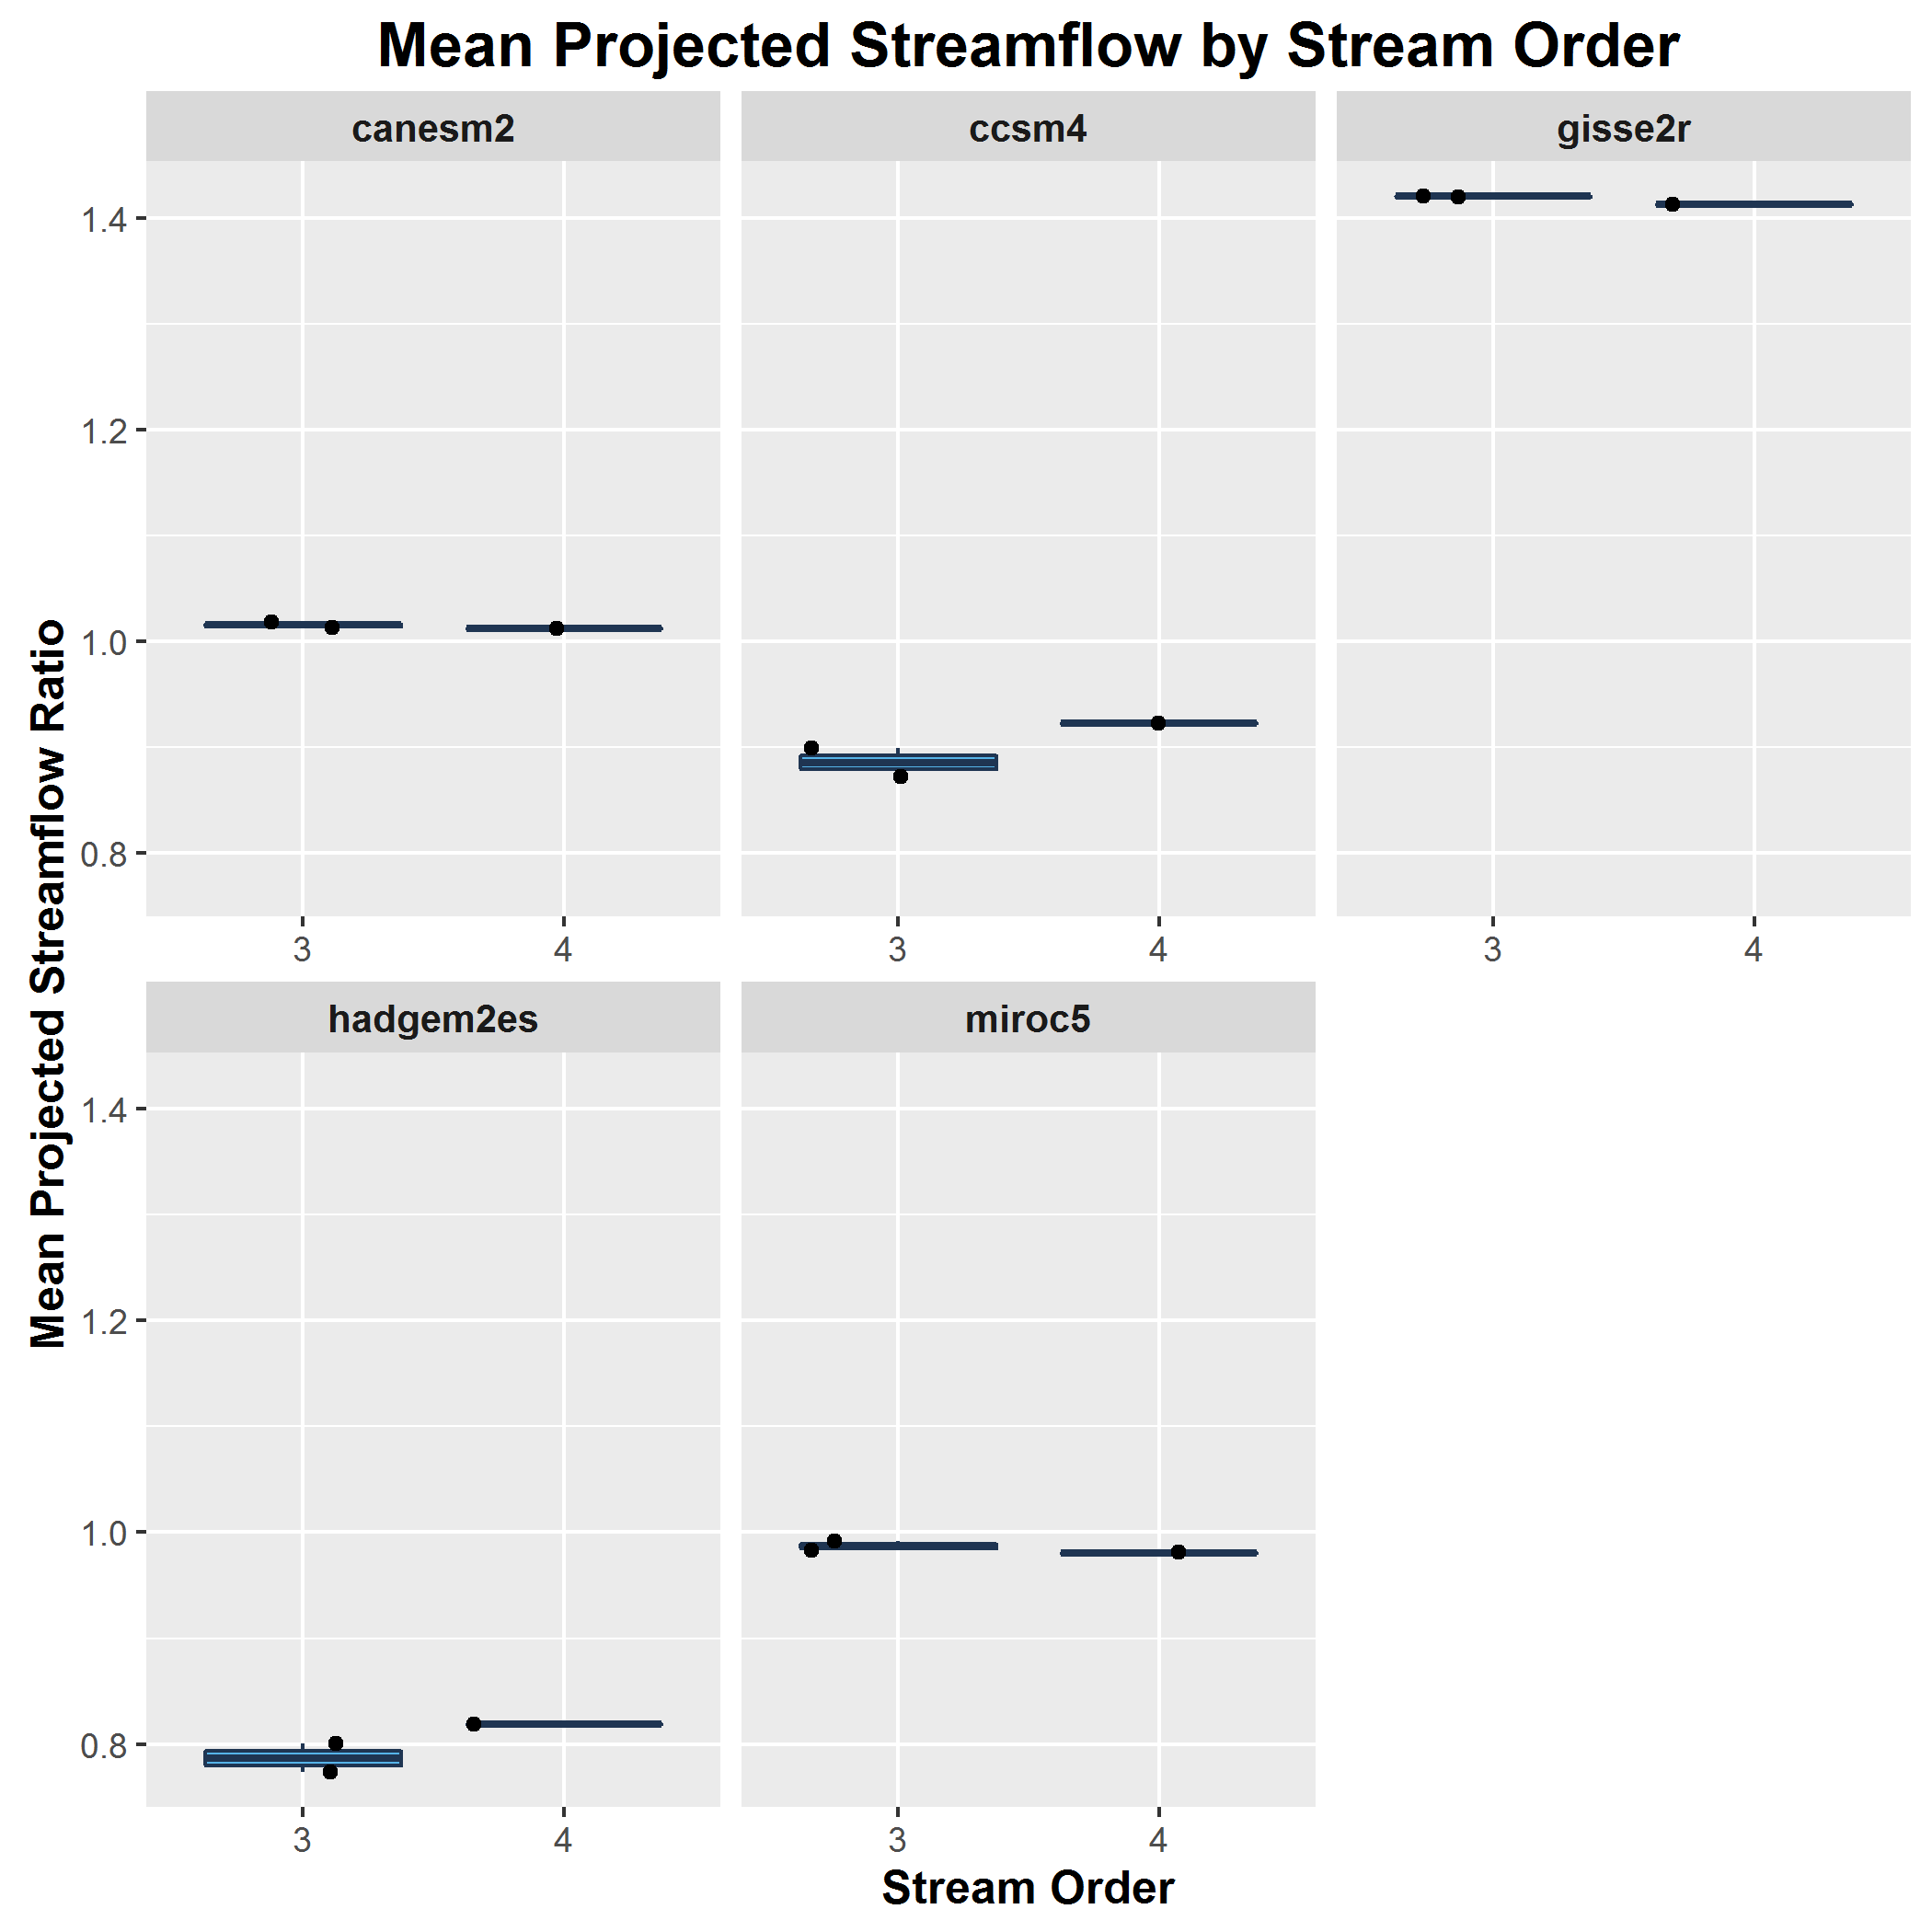 Mean Projected Streamflow by Stream Order
canesm2 ccsm4 gisse2r
1.4
1.2
1.0
0.8
3 4 3 4 3 4
Mean Projected Streamflow Ratio
hadgem2es miroc5
1.4
1.2
1.0
0.8
3 4 3 4
Stream Order